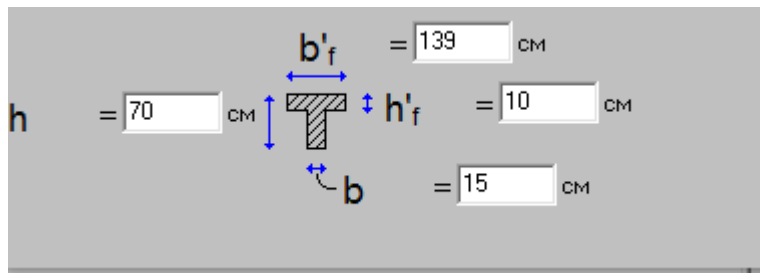 b'f = 139 см
h = 70 см h'f = 10 см
b = 15 см